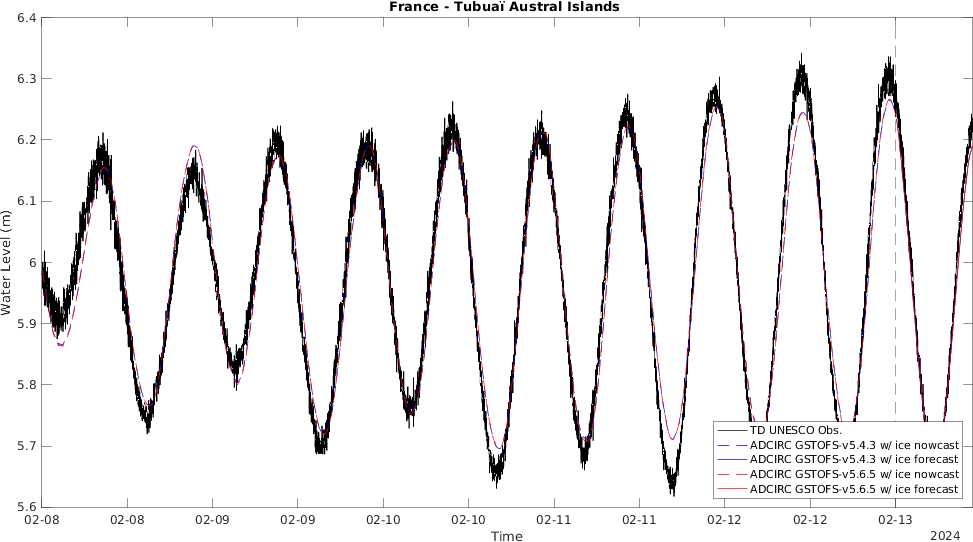 France - Tubuaï Austral Islands
6.4
6.3
6.2
6.1
6
5.9
5.8
5.7
5.6
Water Level (m)
TD UNESCO Obs.
ADCIRC GSTOFS-v5.4.3 w/ ice nowcast
ADCIRC GSTOFS-v5.4.3 w/ ice forecast
ADCIRC GSTOFS-v5.6.5 w/ ice nowcast
ADCIRC GSTOFS-v5.6.5 w/ ice forecast
02-08 02-08 02-09 02-09 02-10 02-10 02-11 02-11 02-12 02-12 02-13
Time
2024